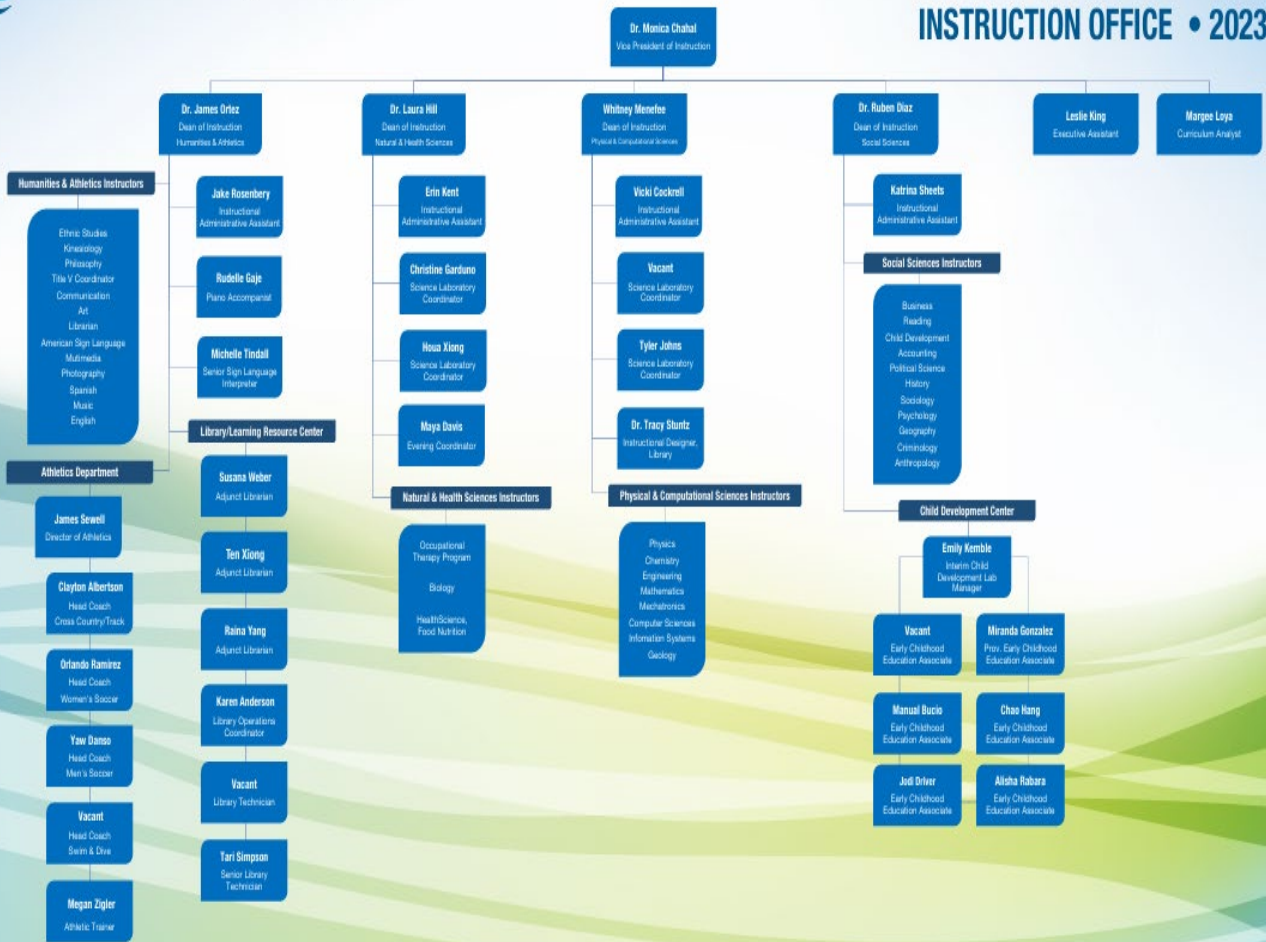 INSTRUCTION OFFICE • 2023
Dr. Monica Chahal
Vice President of Instruction
Dr. James Ortez
Dean of Instruction
Humanities & Athletics
Dr. Laura Hill
Dean of Instruction
Natural & Health Sciences
Whitney Menefee
Dean of Instruction
Physical & Computational Sciences
Dr. Ruben Diaz
Dean of Instruction
Social Sciences
Leslie King
Executive Assistant
Margee Loya
Curriculum Analyst
Humanities & Athletics Instructors
Ethnic Studies
Kinesiology
Philosophy
Title V Coordinator
Communication
Art
Librarian
American Sign Language
Mutimedia
Photography
Spanish
Music
English
Athletics Department
James Sewell
Director of Athletics
Clayton Albertson
Head Coach
Cross Country/Track
Orlando Ramirez
Head Coach
Women's Soccer
Yaw Danso
Head Coach
Men's Soccer
Vacant
Head Coach
Swim & Dive
Megan Zigler
Athletic Trainer
Jake Rosenbery
Instructional
Administrative Assistant
Rudelle Gaje
Piano Accompanist
Michelle Tindall
Senior Sign Language
Interpreter
Library/Learning Resource Center
Susana Weber
Adjunct Librarian
Ten Xiong
Adjunct Librarian
Raina Yang
Adjunct Librarian
Karen Anderson
Library Operations
Coordinator
Vacant
Library Technician
Tari Simpson
Senior Library
Technician
Erin Kent
Instructional
Administrative Assistant
Christine Garduno
Science Laboratory
Coordinator
Houa Xiong
Science Laboratory
Coordinator
Maya Davis
Evening Coordinator
Natural & Health Sciences Instructors
Occupational
Therapy Program
Biology
HealthScience,
Food Nutrition
Vicki Cockrell
Instructional
Administrative Assistant
Vacant
Science Laboratory
Coordinator
Tyler Johns
Science Laboratory
Coordinator
Dr. Tracy Stuntz
Instructional Designer,
Library
Physical & Computational Sciences Instructors
Physics
Chemistry
Engineering
Mathematics
Mechatronics
Computer Sciences
Infomation Systems
Geology
Katrina Sheets
Instructional
Administrative Assistant
Social Sciences Instructors
Business
Reading
Child Development
Accounting
Political Science
History
Sociology
Psychology
Geography
Criminology
Anthropology
Child Development Center
Emily Kemble
Interim Child
Development Lab
Manager
Vacant
Early Childhood
Education Associate
Miranda Gonzalez
Prov. Early Childhood
Education Associate
Manual Bucio
Early Childhood
Education Associate
Chao Hang
Early Childhood
Education Associate
Jodi Driver
Early Childhood
Education Associate
Alisha Rabara
Early Childhood
Education Associate